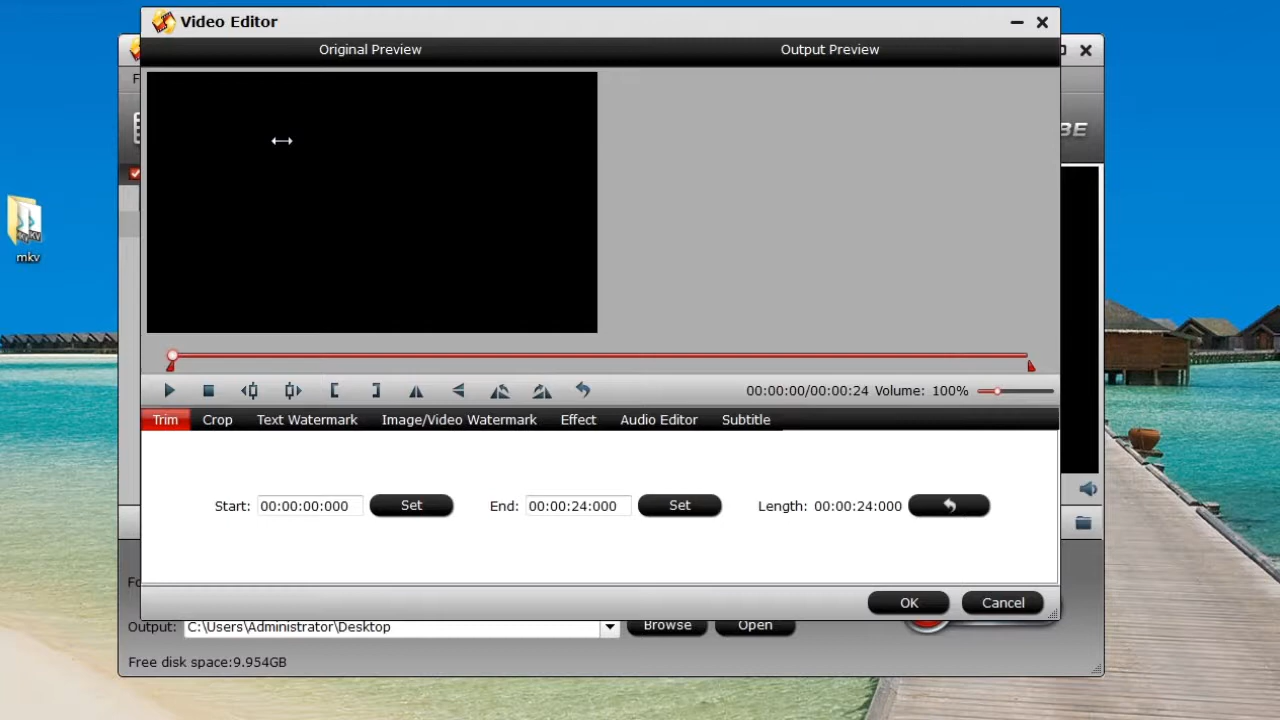 Video Editor
Original Preview
Output Preview
BE
mkv
00:00:00/00:00:24 Volume: 100%
Trim Crop Text Watermark Image/Video Watermark Effect Audio Editor Subtitle
Start: 00:00:00:000 Set End: 00:00:24:000 Set Length: 00:00:24:000
OK Cancel
Output: C:\Users\Administrator\Desktop Browse Open
Free disk space:9.954GB